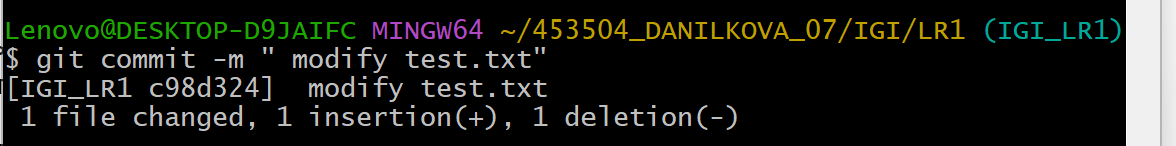 Lenovo@DESKTOP-D9JAIFC MINGW64 ~/453504_DANILKOVA_07/IGI/LR1 (IGI_LR1)
$ git commit -m " modify test.txt"
[IGI_LR1 c98d324]  modify test.txt
 1 file changed, 1 insertion(+), 1 deletion(-)